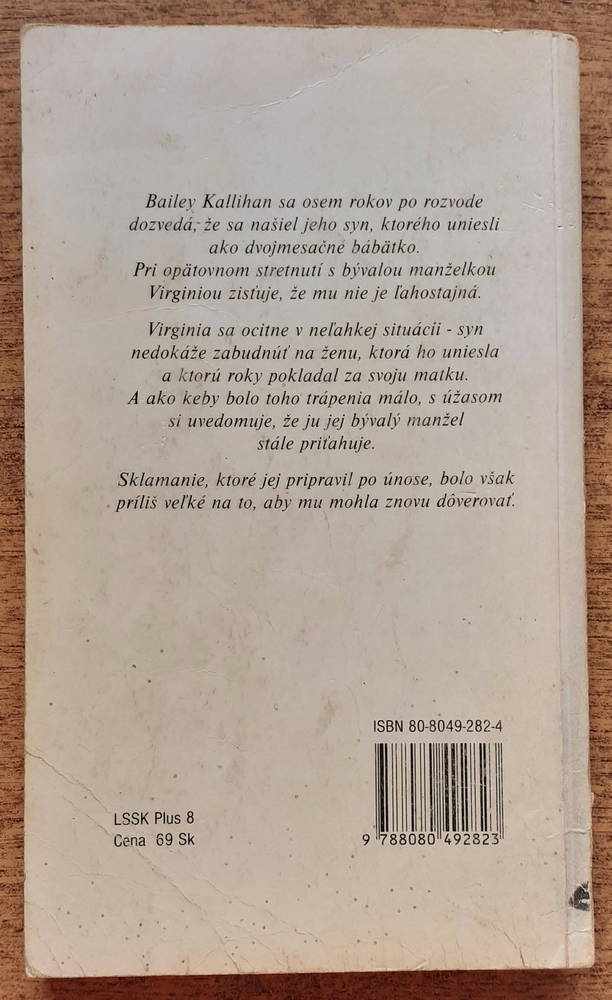 Bailey Kallihan sa osem rokov po rozvode
dozvedá, že sa našiel jeho syn, ktorého uniesli
ako dvojmesačné bábätko.
Pri opätovnom stretnutí s bývalou manželkou
Virginiou zisťuje, že mu nie je ľahostajná.
Virginia sa ocitne v neľahkej situácii - syn
nedokáže zabudnúť na ženu, ktorá ho uniesla
a ktorú roky pokladal za svoju matku.
A ako keby bolo toho trápenia málo, s úžasom
si uvedomuje, že ju jej bývalý manžel
stále priťahuje.
Sklamanie, ktoré jej pripravil po únose, bolo však
príliš veľké na to, aby mu mohla znovu dôverovať.
ISBN 80-8049-282-4
9 788080 492823
LSSK Plus 8
Cena 69 Sk